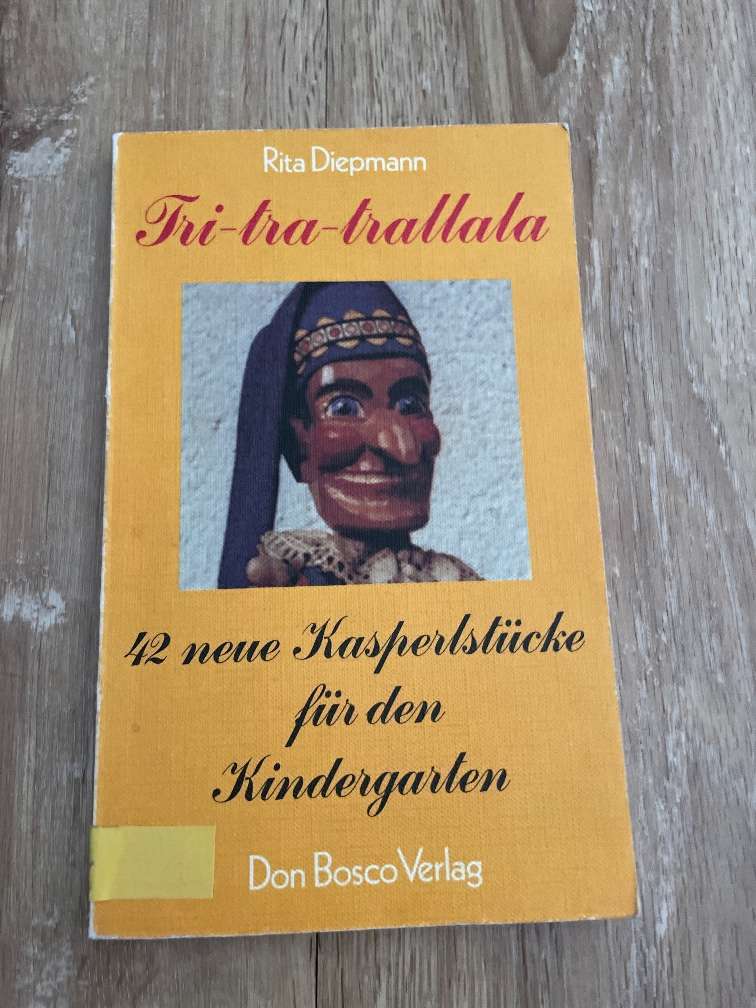 Rita Diepmann
Tri-tra-trallala
42 neue Kasperlstücke
für den
Kindergarten
Don Bosco Verlag